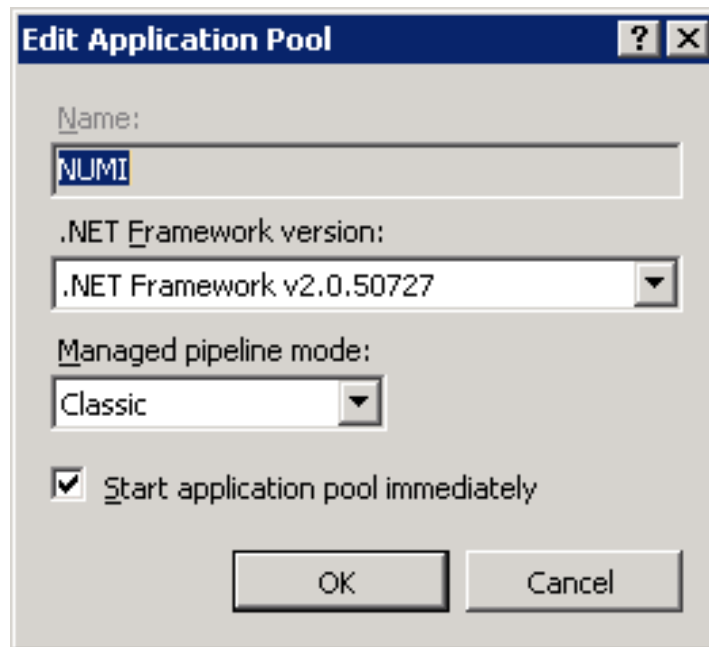 Edit Application Pool
Name:
NUMI
.NET Framework version:
.NET Framework v2.0.50727
Managed pipeline mode:
Classic
Start application pool immediately
OK Cancel